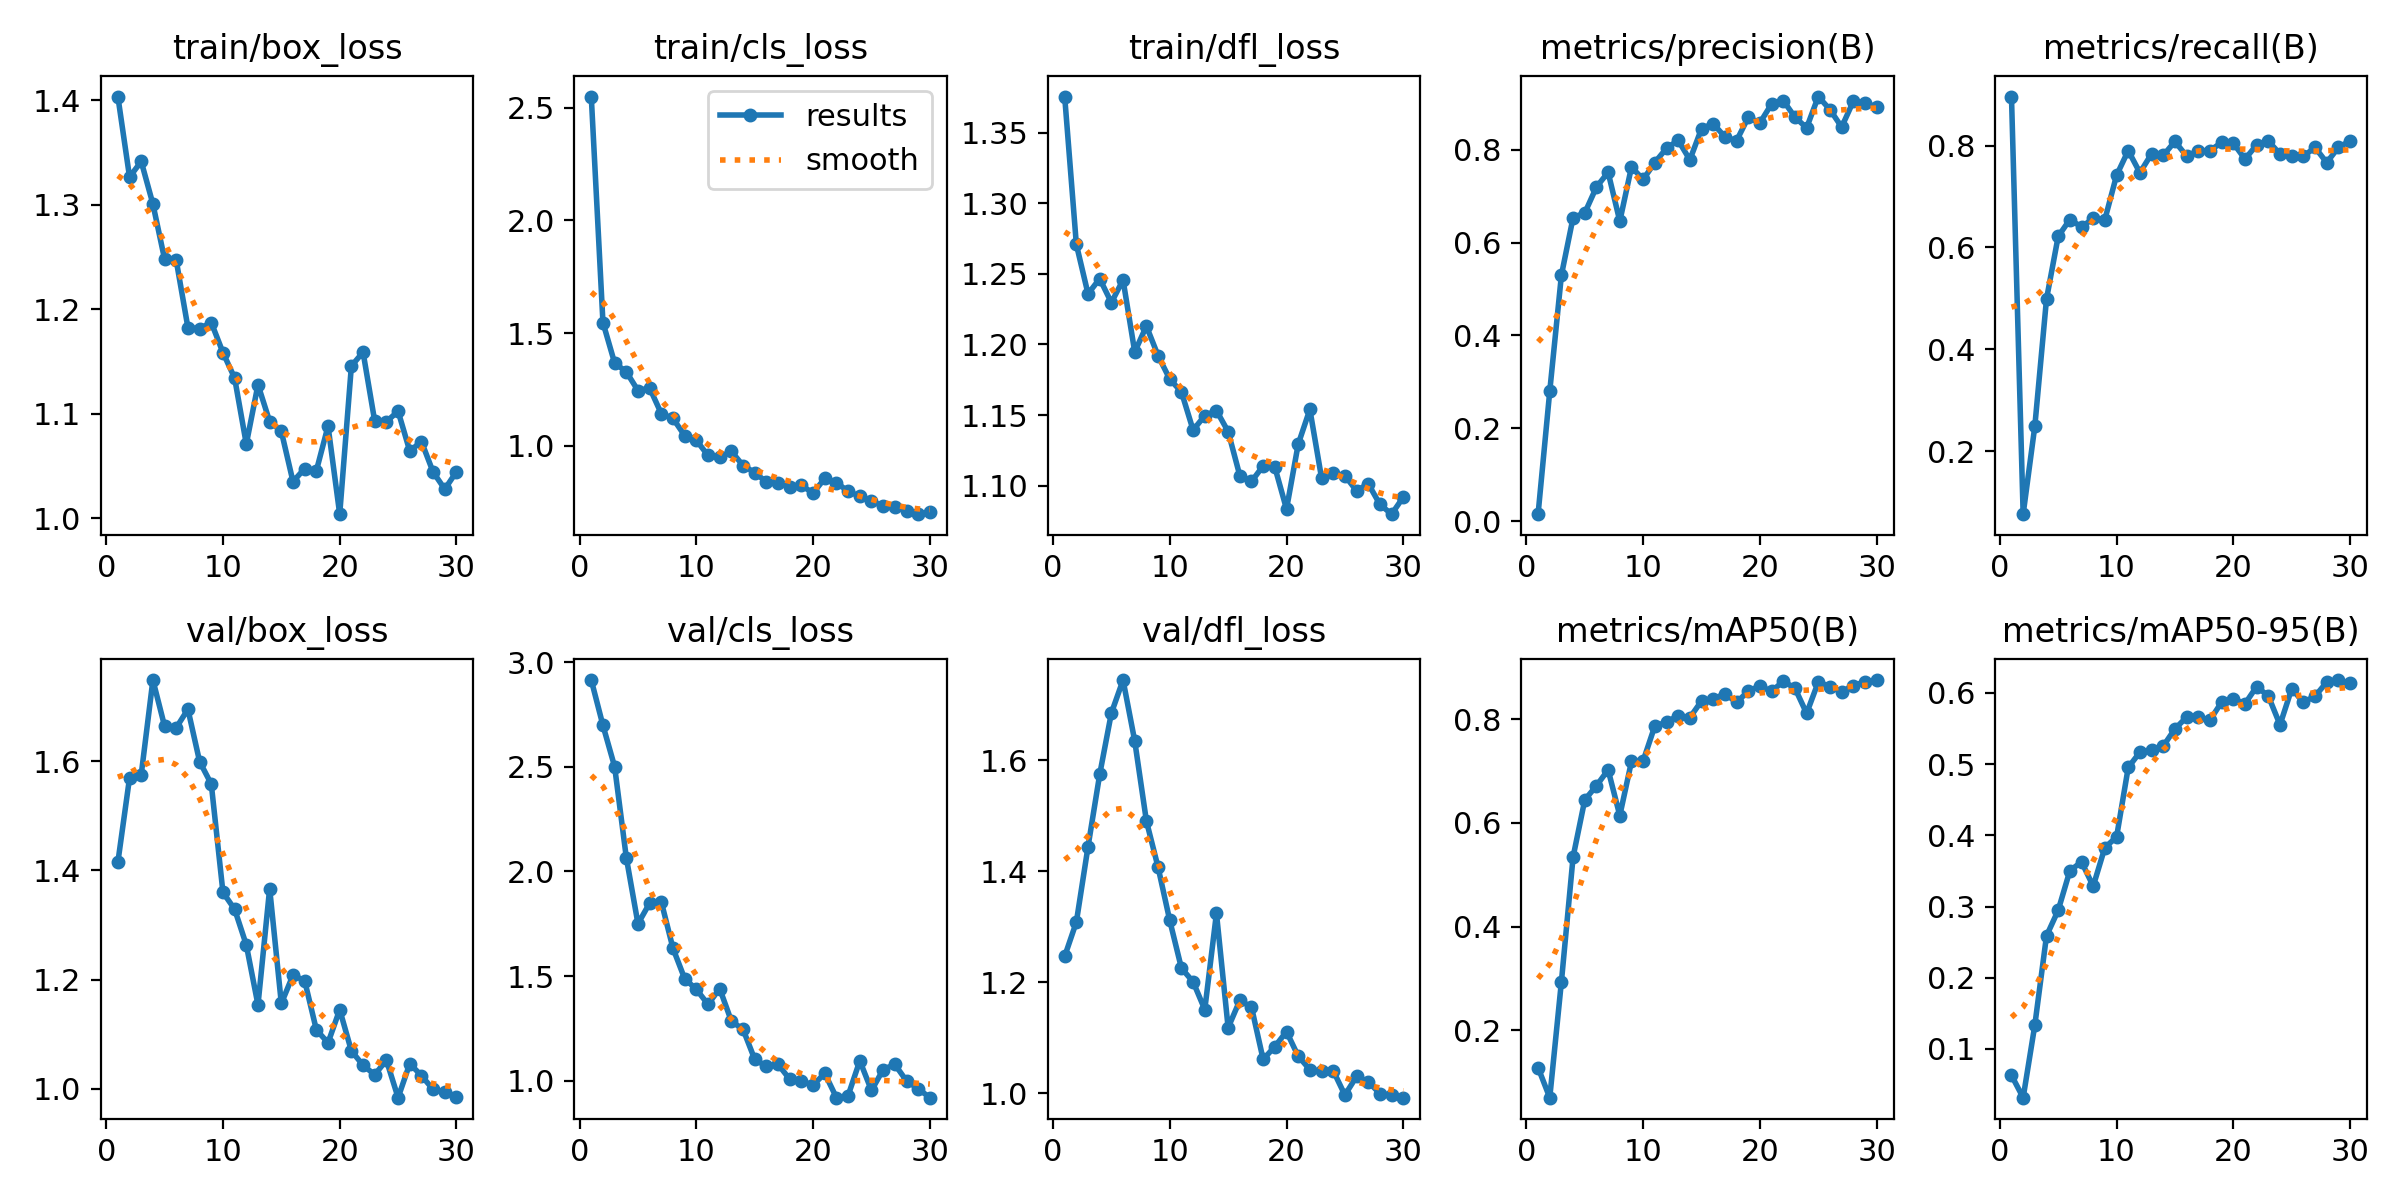 train/box_loss
1.4
1.3
1.2
1.1
1.0
0 10 20 30
train/cls_loss
results
smooth
2.5
2.0
1.5
1.0
0 10 20 30
train/dfl_loss
1.35
1.30
1.25
1.20
1.15
1.10
0 10 20 30
metrics/precision(B)
0.8
0.6
0.4
0.2
0.0
0 10 20 30
metrics/recall(B)
0.8
0.6
0.4
0.2
0 10 20 30
val/box_loss
1.6
1.4
1.2
1.0
0 10 20 30
val/cls_loss
3.0
2.5
2.0
1.5
1.0
0 10 20 30
val/dfl_loss
1.6
1.4
1.2
1.0
0 10 20 30
metrics/mAP50(B)
0.8
0.6
0.4
0.2
0 10 20 30
metrics/mAP50-95(B)
0.6
0.5
0.4
0.3
0.2
0.1
0 10 20 30